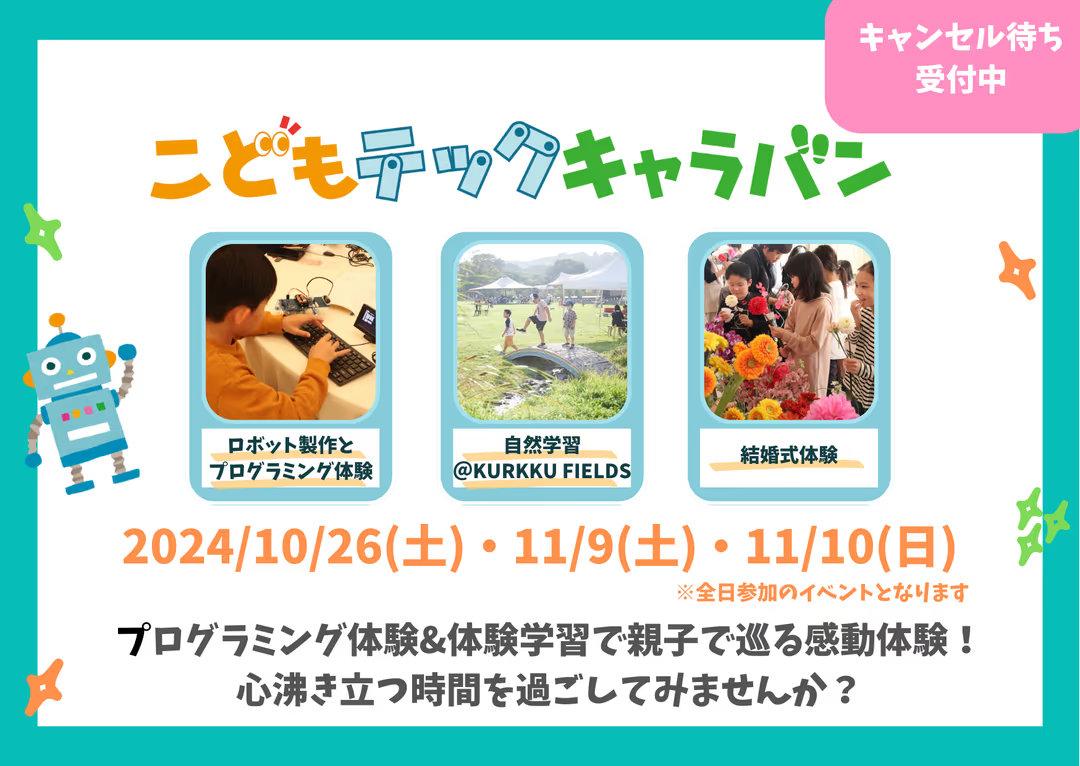 キャンセル待ち
受付中
こどもテックキャラバン
ロボット製作と
プログラミング体験
自然学習
@KURKKU FIELDS
結婚式体験
2024/10/26(土)・11/9(土)・11/10(日)
※全日参加のイベントとなります
プログラミング体験&体験学習で親子で巡る感動体験！
心沸き立つ時間を過ごしてみませんか？